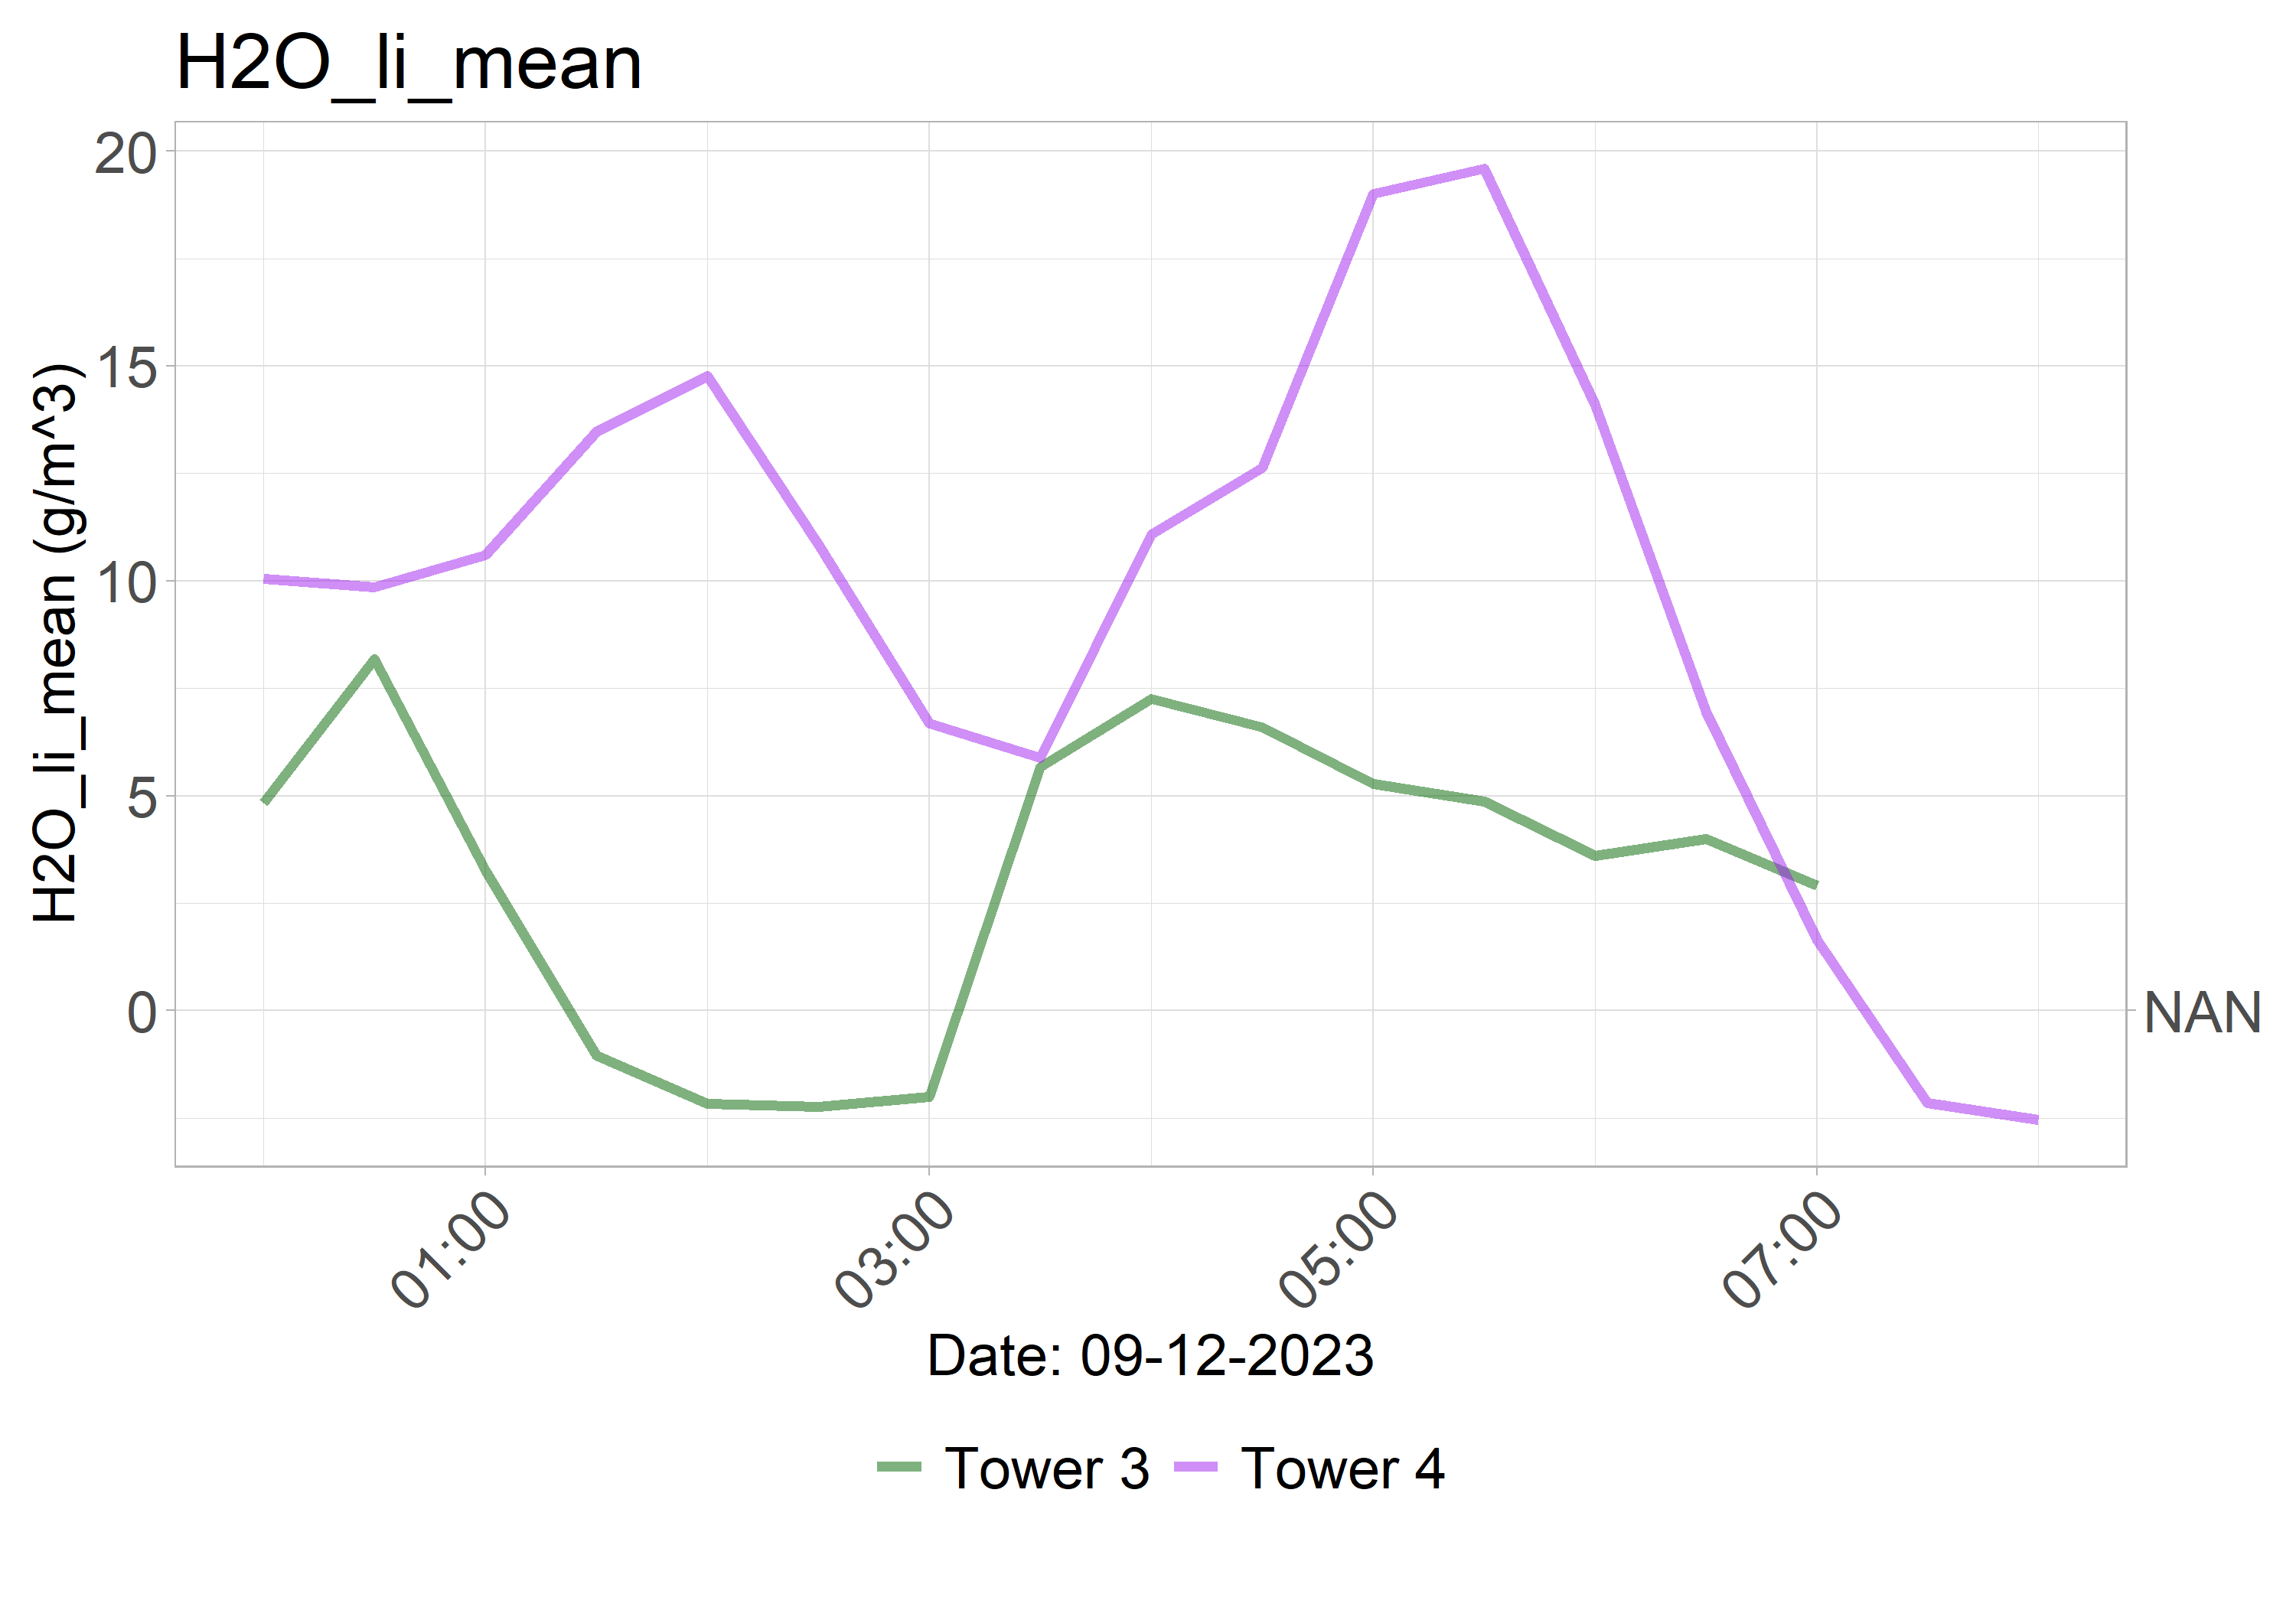 H2O_li_mean
H2O_li_mean (g/m^3)
20
15
10
5
0
NAN
01:00
03:00
05:00
07:00
Date: 09-12-2023
Tower 3
Tower 4